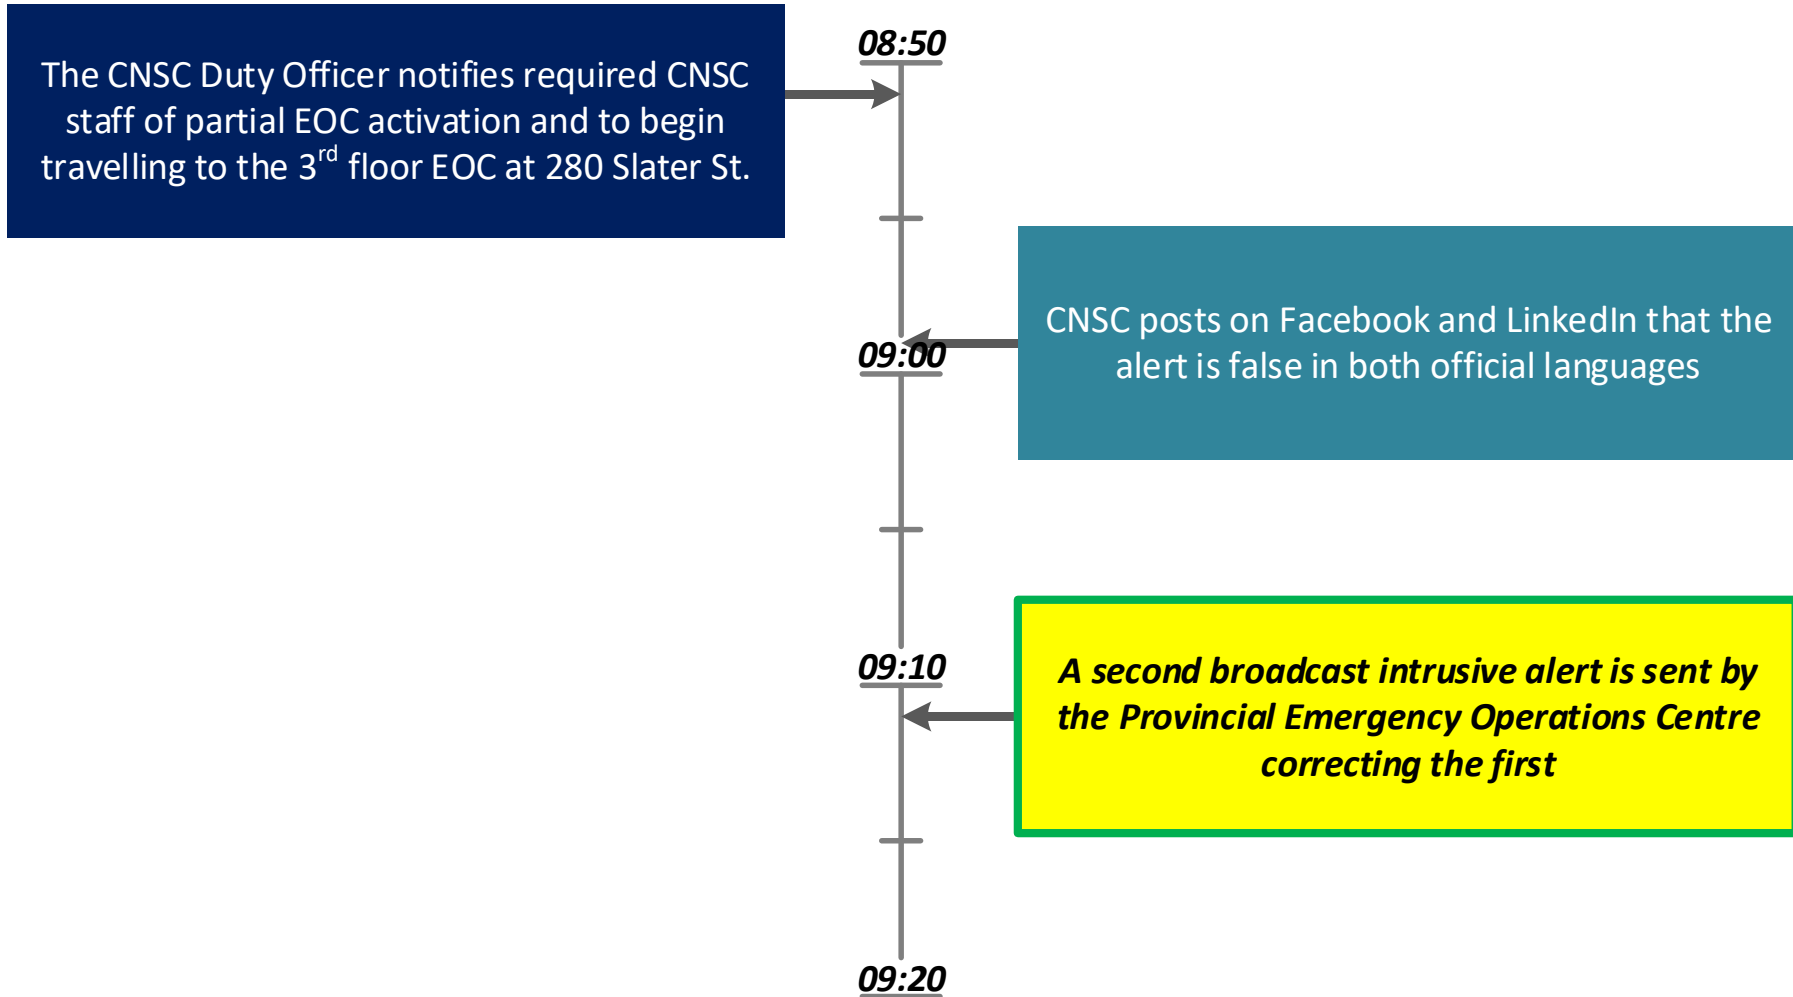 08:50
The CNSC Duty Officer notifies required CNSC
staff of partial EOC activation and to begin
travelling to the 3rd floor EOC at 280 Slater St.
CNSC posts on Facebook and LinkedIn that the
alert is false in both official languages
09:00
09:10
A second broadcast intrusive alert is sent by
the Provincial Emergency Operations Centre
correcting the first
09:20